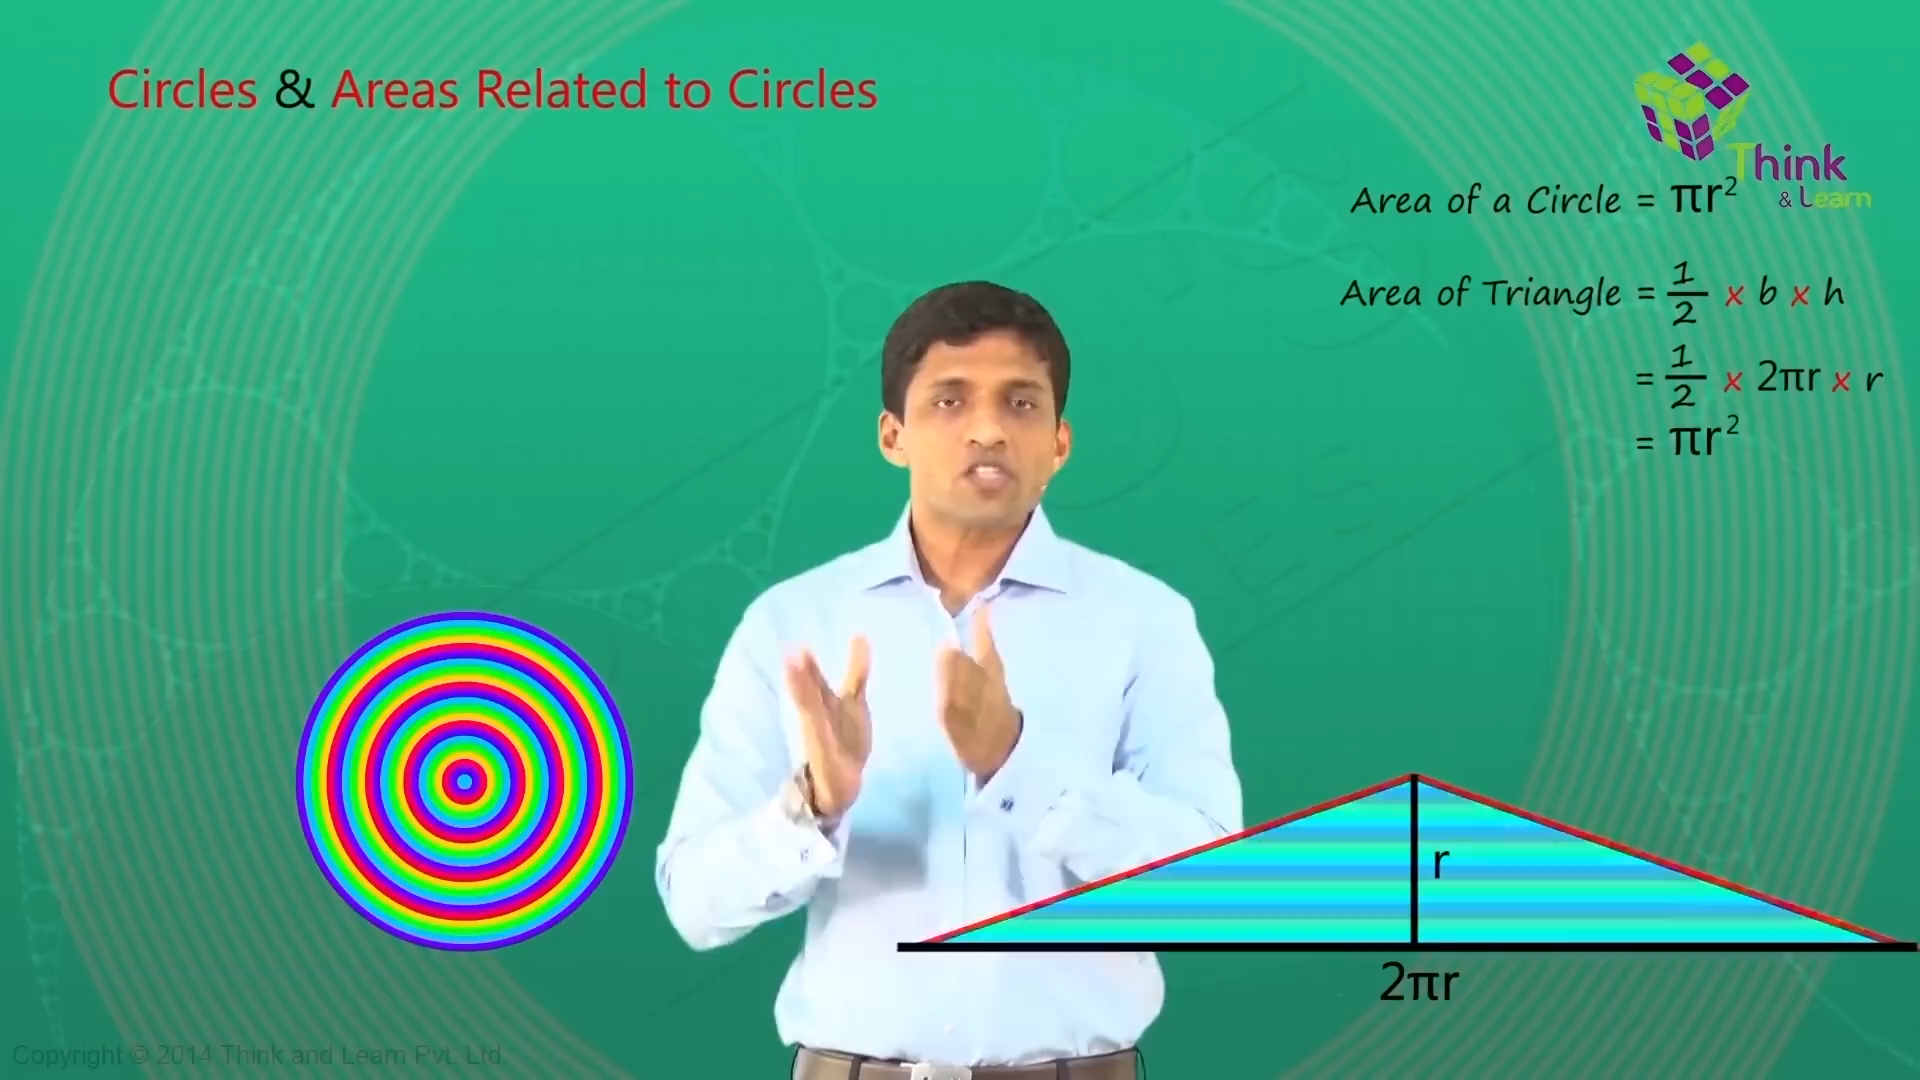 Circles & Areas Related to Circles
Think
& Learn
Area of a Circle = πr²
Area of Triangle = 1/2 x b x h
= 1/2 x 2πr x r
= πr²
r
2πr
Copyright © 2014 Think and Learn Pvt. Ltd